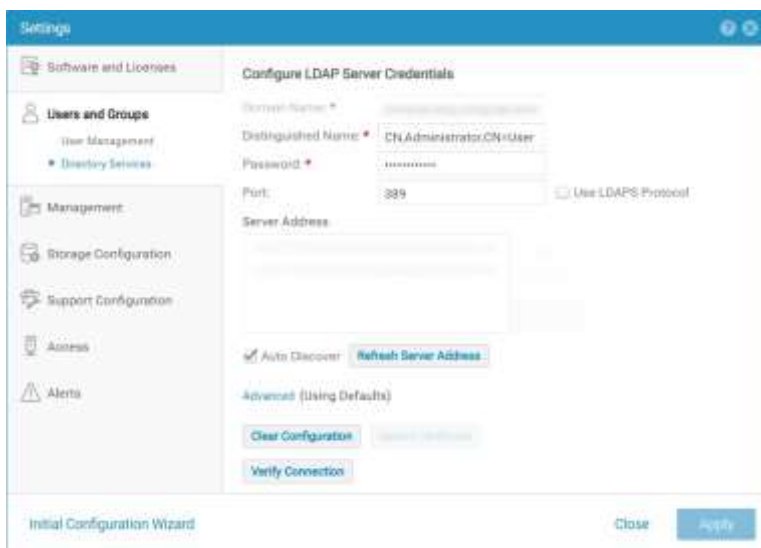 Settings
Software and Licenses
Users and Groups
User Management
Directory Services
Management
Storage Configuration
Support Configuration
Access
Alerts
Configure LDAP Server Credentials
Domain Name: *
Distinguished Name: * CN,Administrator,CN=User
Password: * ************
Port: 389 Use LDAPS Protocol
Server Address
Auto Discover Refresh Server Address
Advanced (Using Defaults)
Clear Configuration
Verify Connection
Initial Configuration Wizard Close Apply